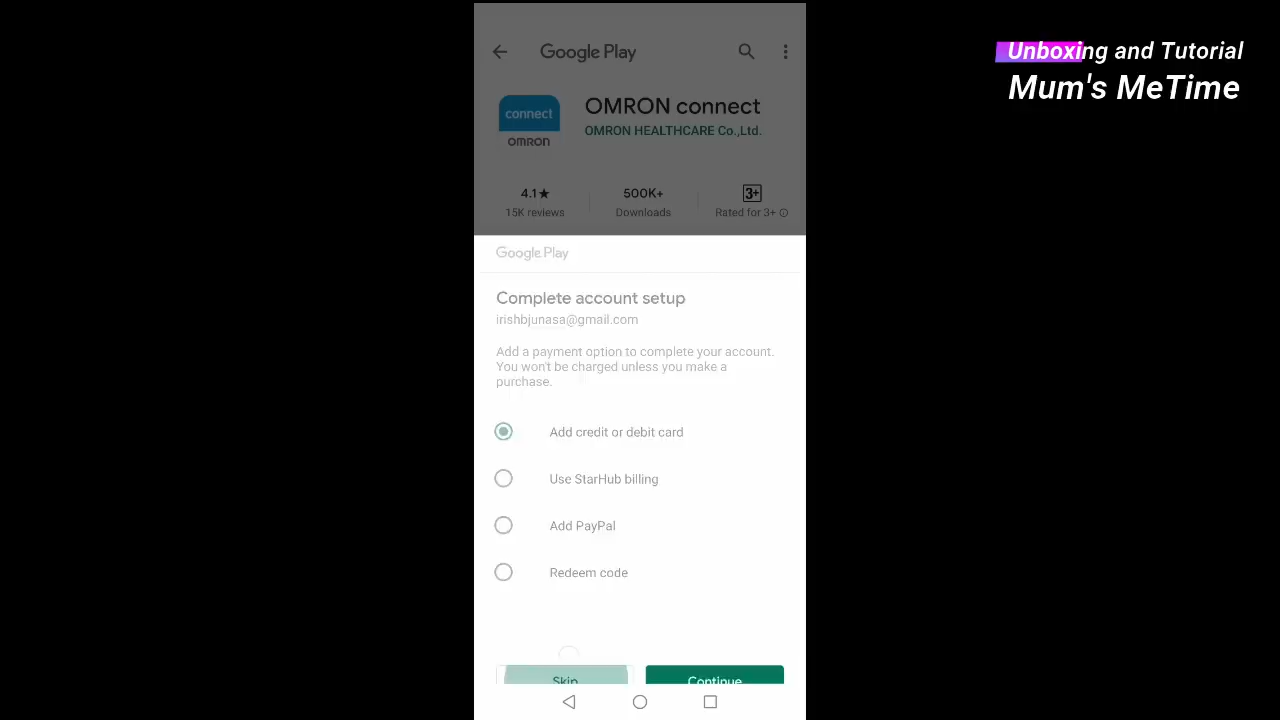 Google Play
Unboxing and Tutorial
Mum's MeTime
connect
OMRON
OMRON connect
OMRON HEALTHCARE Co.,Ltd.
4.1★
15K reviews
500K+
Downloads
3+
Rated for 3+
Google Play
Complete account setup
irishbjunasa@gmail.com
Add a payment option to complete your account.
You won't be charged unless you make a
purchase.
Add credit or debit card
Use StarHub billing
Add PayPal
Redeem code
Skip
Continue